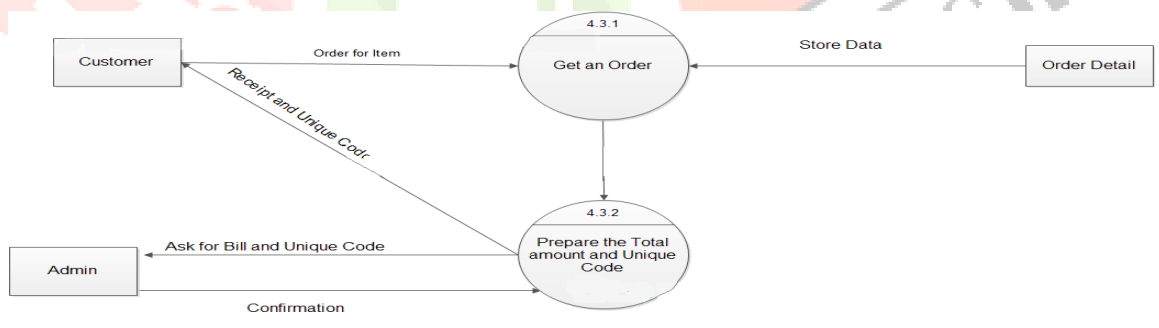 4.3.1
Customer
Order for Item
Get an Order
Store Data
Order Detail
Receipt and Unique Codr
4.3.2
Prepare the Total
amount and Unique
Code
Ask for Bill and Unique Code
Admin
Confirmation